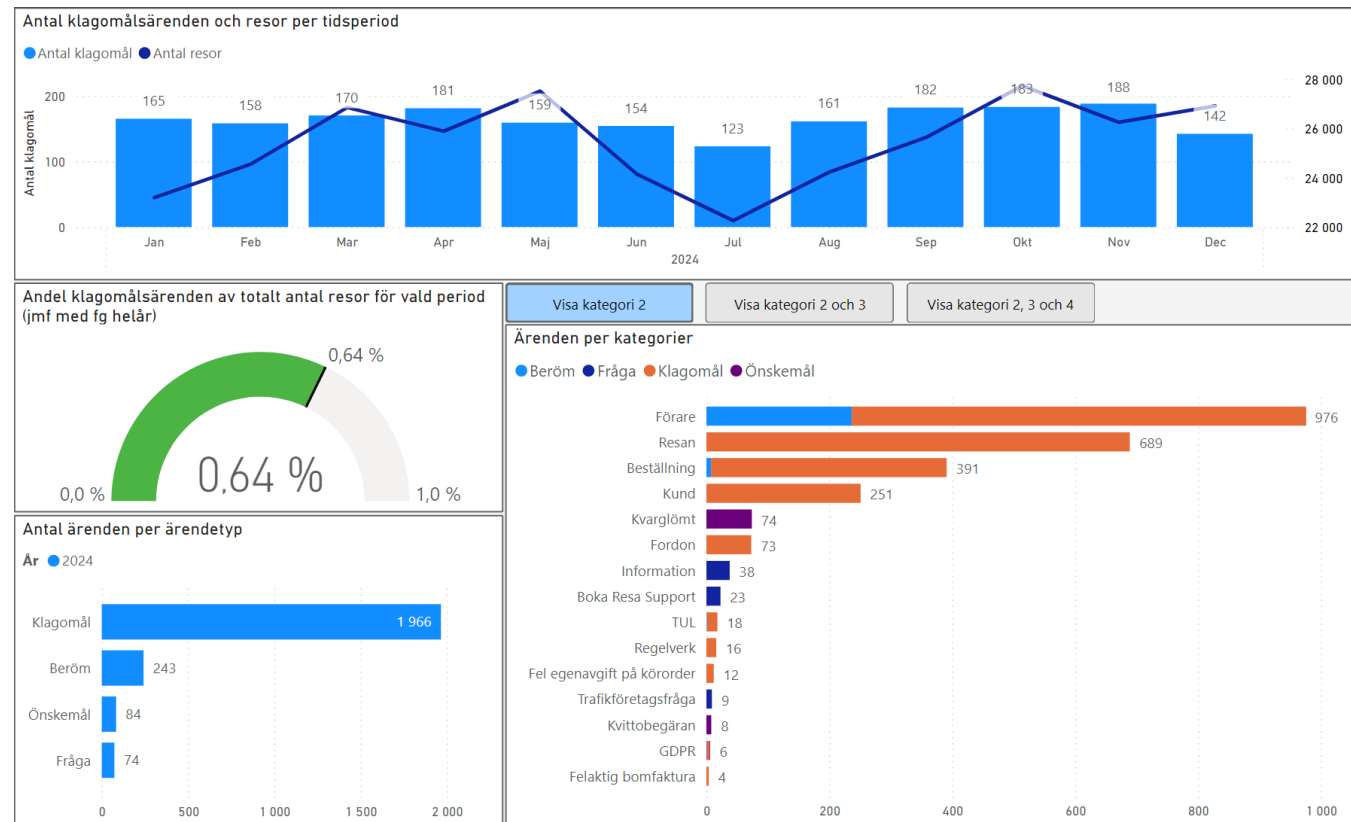 Antal klagomålsärenden och resor per tidsperiod
Antal klagomål Antal resor
Antal klagomål
200
100
0
28 000
26 000
24 000
22 000
165 158 170 181 159 154 123 161 182 183 188 142
Jan Feb Mar Apr Maj Jun Jul Aug Sep Okt Nov Dec
2024
Andel klagomålsärenden av totalt antal resor för vald period
(jmf med fg helår)
0,64 %
0,64 %
0,0 % 1,0 %
Antal ärenden per ärendetyp
År 2024
Klagomål 1 966
Beröm 243
Önskemål 84
Fråga 74
0 500 1 000 1 500 2 000
Visa kategori 2 Visa kategori 2 och 3 Visa kategori 2, 3 och 4
Ärenden per kategorier
Beröm Fråga Klagomål Önskemål
Förare 976
Resan 689
Beställning 391
Kund 251
Kvarglömt 74
Fordon 73
Information 38
Boka Resa Support 23
TUL 18
Regelverk 16
Fel egenavgift på körorder 12
Trafikföretagsfråga 9
Kvittobegäran 8
GDPR 6
Felaktig bomfaktura 4
0 200 400 600 800 1 000